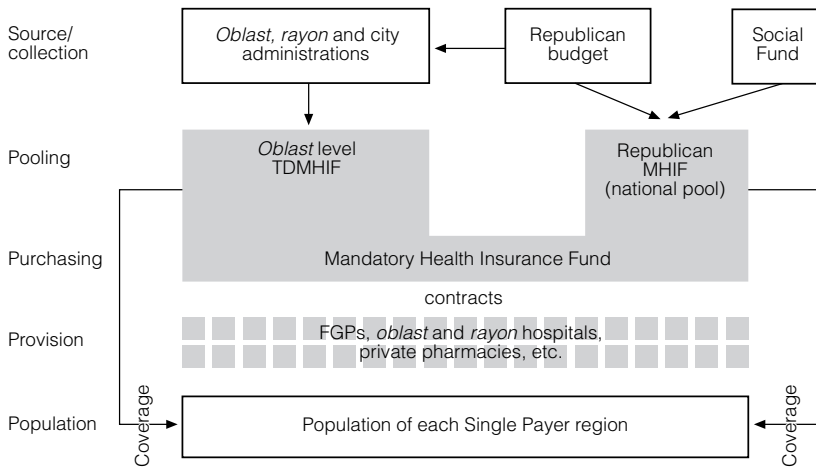 Source/
collection
Oblast, rayon and city
administrations
Republican
budget
Social
Fund
Pooling
Oblast level
TDMHIF
Republican
MHIF
(national pool)
Purchasing
Mandatory Health Insurance Fund
contracts
Provision
FGPs, oblast and rayon hospitals,
private pharmacies, etc.
Population
Coverage
Population of each Single Payer region
Coverage